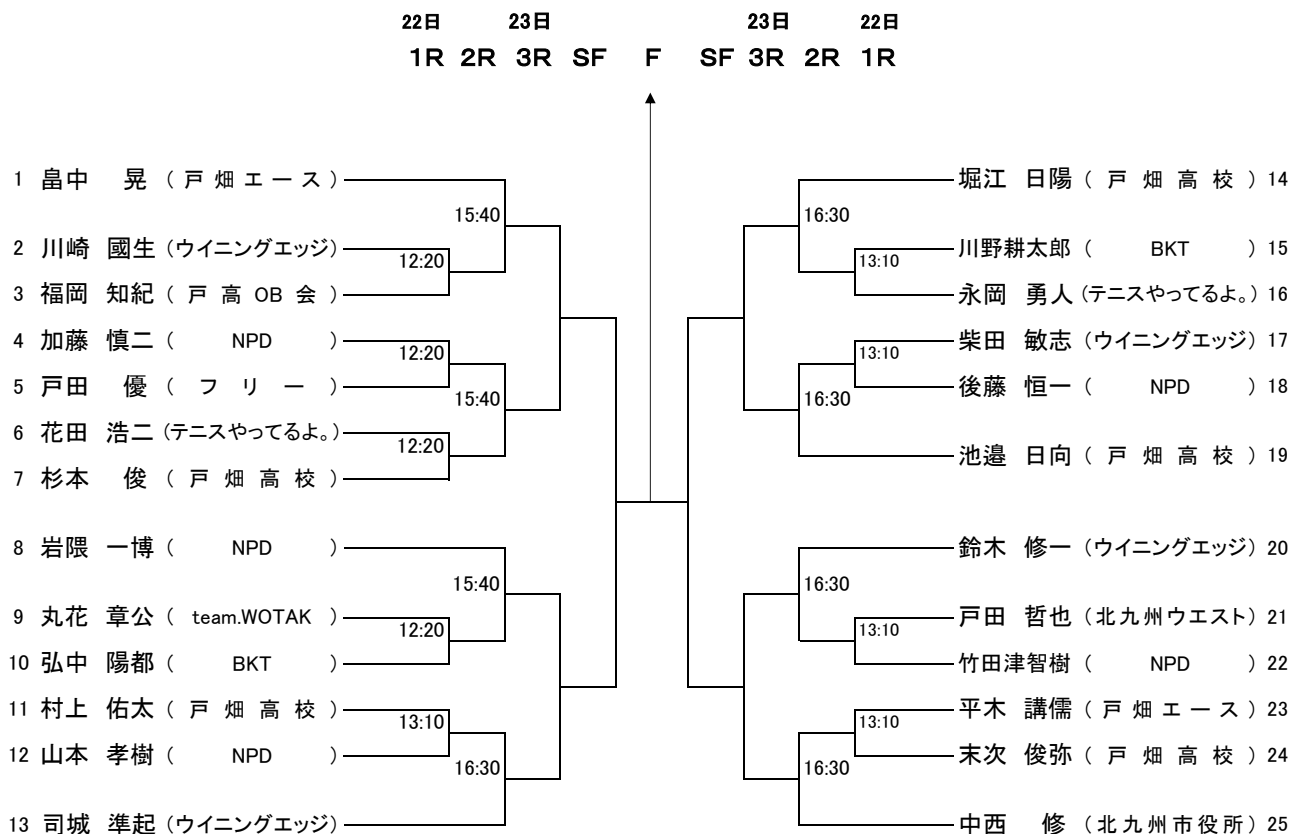 22日 23日 23日 22日
1R 2R 3R SF F SF 3R 2R 1R
1 畠中 晃 (戸畑エース)
15:40
2 川崎 國生 (ウイニングエッジ)
12:20
3 福岡 知紀 (戸高OB会)
4 加藤 慎二 (NPD)
12:20
5 戸田 優 (フリー)
15:40
6 花田 浩二 (テニスやってるよ。)
12:20
7 杉本 俊 (戸畑高校)
8 岩隈 一博 (NPD)
15:40
9 丸花 章公 (team.WOTAK)
12:20
10 弘中 陽都 (BKT)
11 村上 佑太 (戸畑高校)
13:10
12 山本 孝樹 (NPD)
16:30
13 司城 準起 (ウイニングエッジ)
堀江 日陽 (戸畑高校) 14
16:30
川野耕太郎 (BKT) 15
13:10
永岡 勇人 (テニスやってるよ。) 16
柴田 敏志 (ウイニングエッジ) 17
13:10
後藤 恒一 (NPD) 18
16:30
池邉 日向 (戸畑高校) 19
鈴木 修一 (ウイニングエッジ) 20
16:30
戸田 哲也 (北九州ウエスト) 21
13:10
竹田津智樹 (NPD) 22
平木 講儒 (戸畑エース) 23
13:10
末次 俊弥 (戸畑高校) 24
16:30
中西 修 (北九州市役所) 25